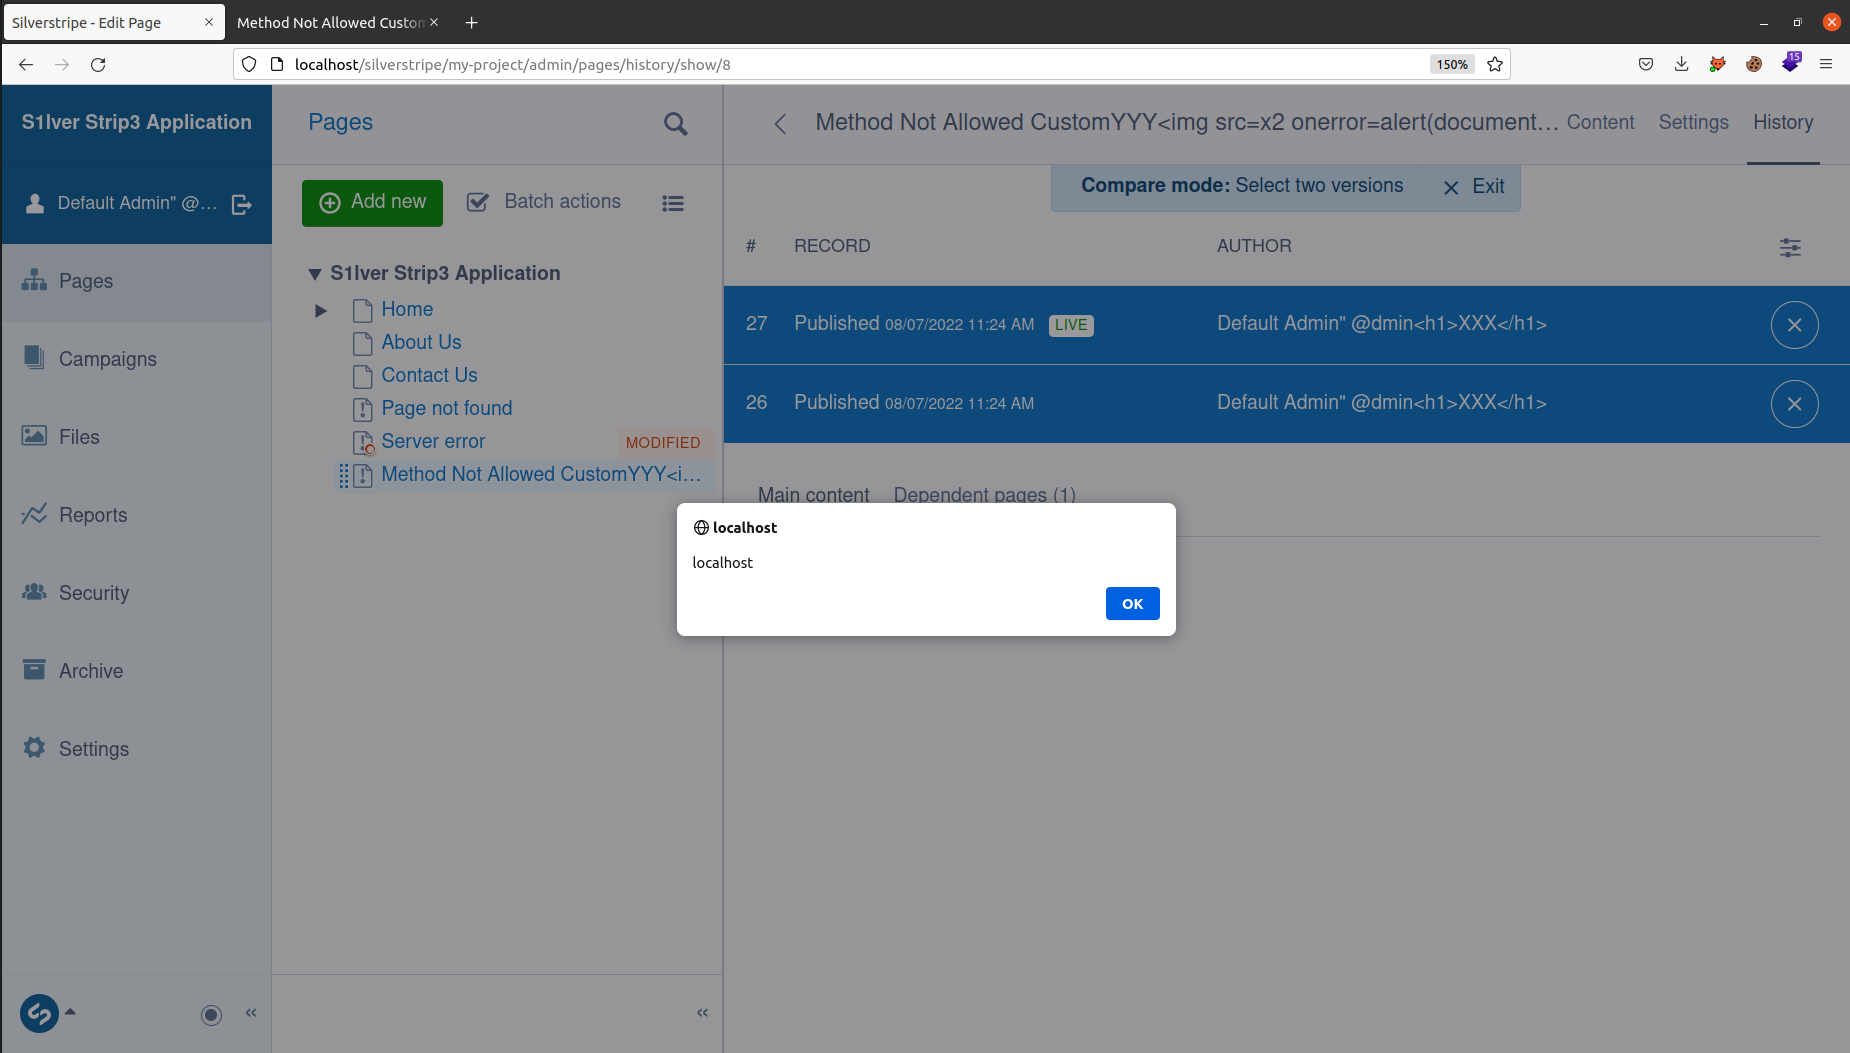 Silverstripe - Edit Page
Method Not Allowed Custom
localhost/silverstripe/my-project/admin/pages/history/show/8
150%
15
S1lver Strip3 Application
Pages
Method Not Allowed CustomYYY<img src=x2 onerror=alert(document…
Content
Settings
History
Default Admin" @…
Add new
Batch actions
Compare mode: Select two versions
Exit
# RECORD AUTHOR
S1lver Strip3 Application
Home
About Us
Contact Us
Page not found
Server error MODIFIED
Method Not Allowed CustomYYY<i…
27 Published 08/07/2022 11:24 AM LIVE Default Admin" @dmin<h1>XXX</h1>
26 Published 08/07/2022 11:24 AM Default Admin" @dmin<h1>XXX</h1>
Main content Dependent pages (1)
Pages
Campaigns
Files
Reports
Security
Archive
Settings
localhost
localhost
OK